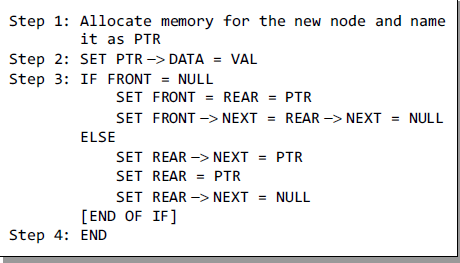 Step 1: Allocate memory for the new node and name
it as PTR
Step 2: SET PTR->DATA = VAL
Step 3: IF FRONT = NULL
SET FRONT = REAR = PTR
SET FRONT->NEXT = REAR->NEXT = NULL
ELSE
SET REAR->NEXT = PTR
SET REAR = PTR
SET REAR->NEXT = NULL
[END OF IF]
Step 4: END